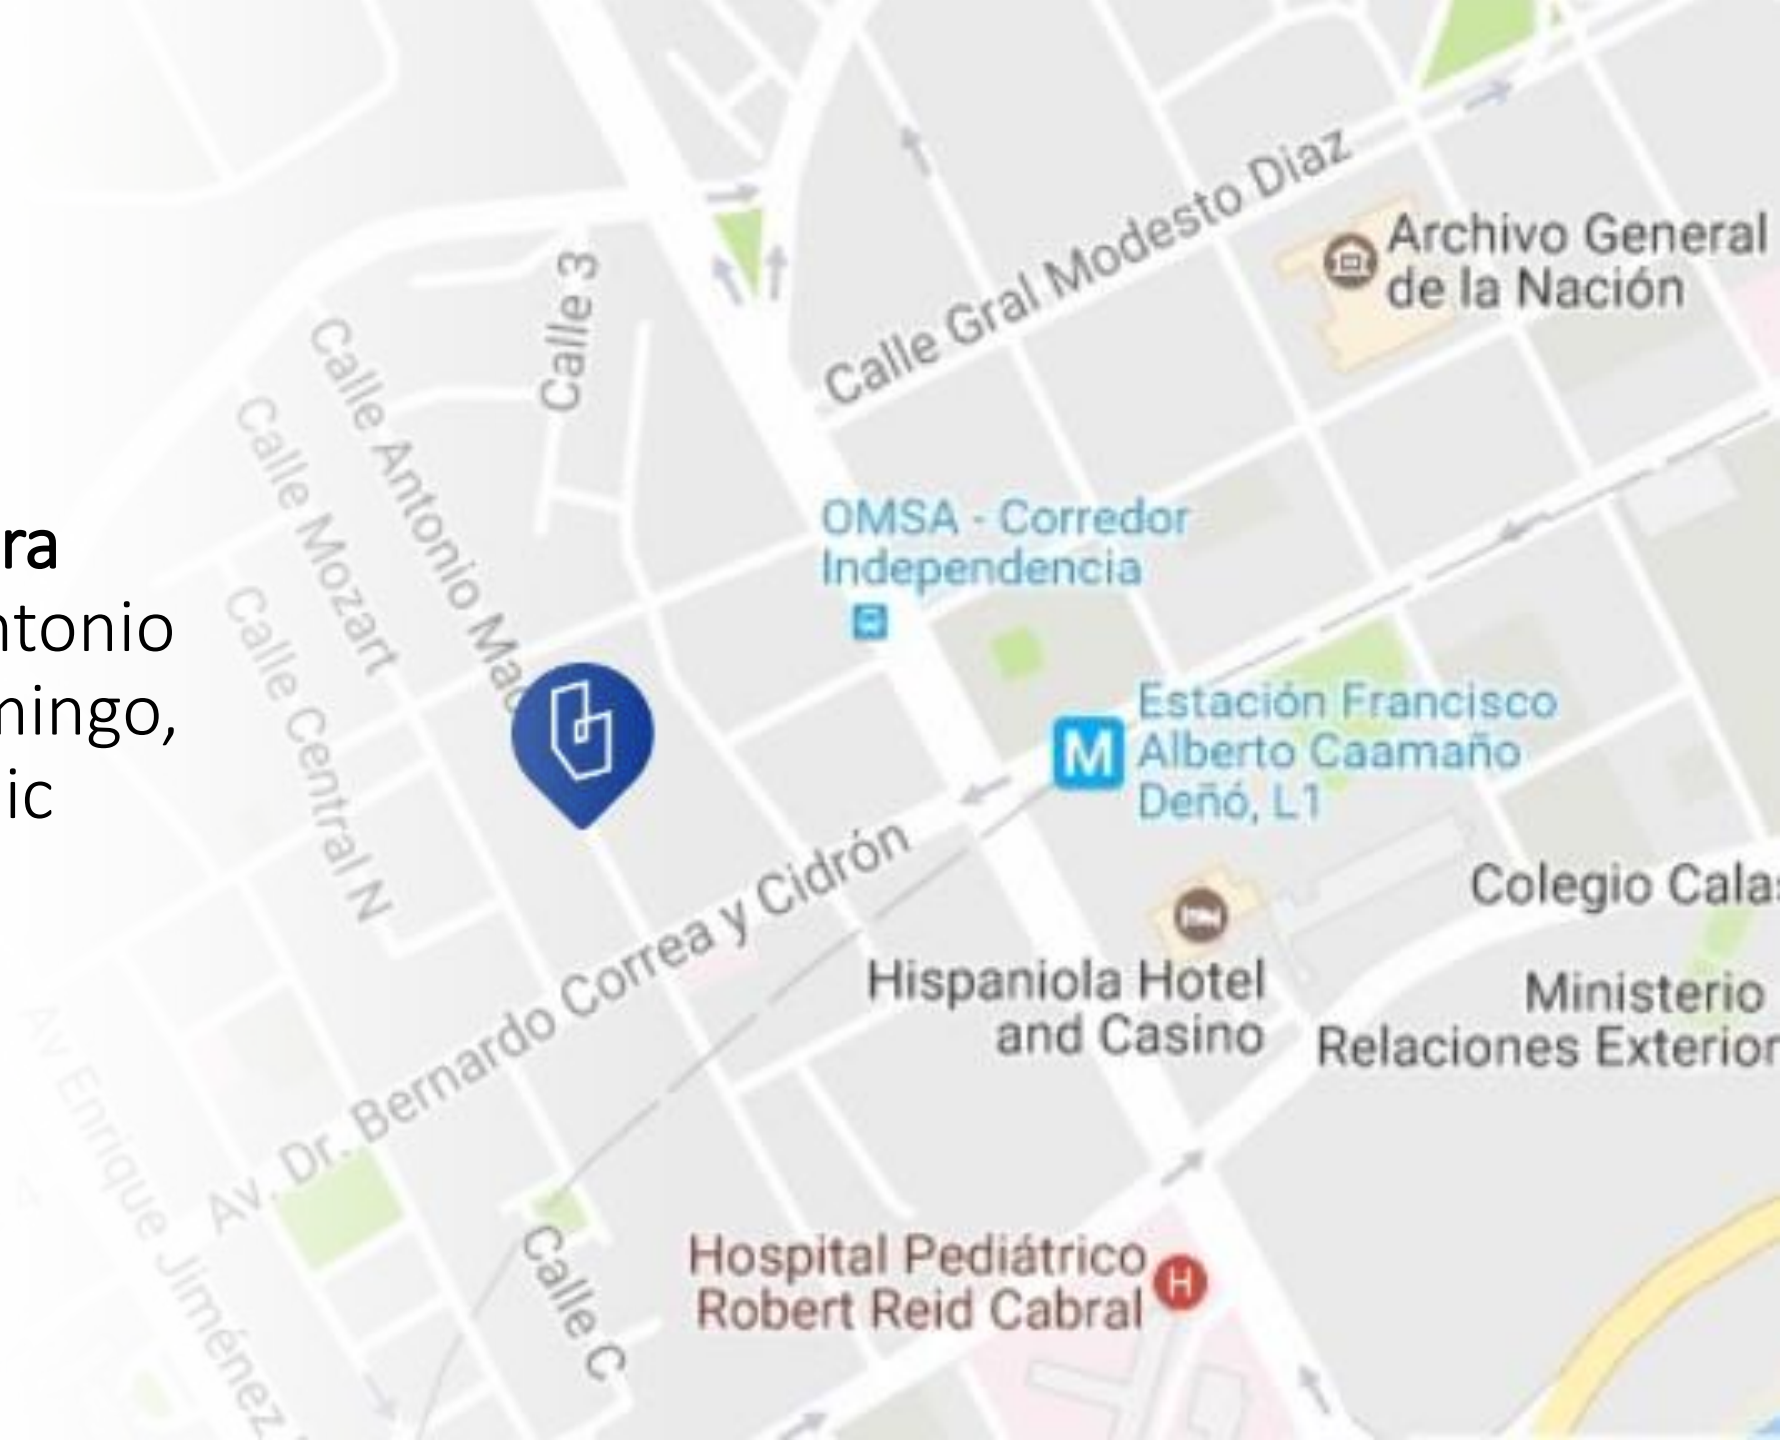 ra
ntonio
ningo,
ic
Calle 3
Calle Gral Modesto Diaz
Archivo General
de la Nación
Calle Antonio Mac
Calle Mozart
Calle Central N
OMSA - Corredor
Independencia
M
Estación Francisco
Alberto Caamaño
Deñó, L1
Av. Dr. Bernardo Correa y Cidrón
Colegio Calas
Hispaniola Hotel
and Casino
Ministerio
Relaciones Exterior
Av Enrique Jiménez
Calle C
Hospital Pediátrico
Robert Reid Cabral
H